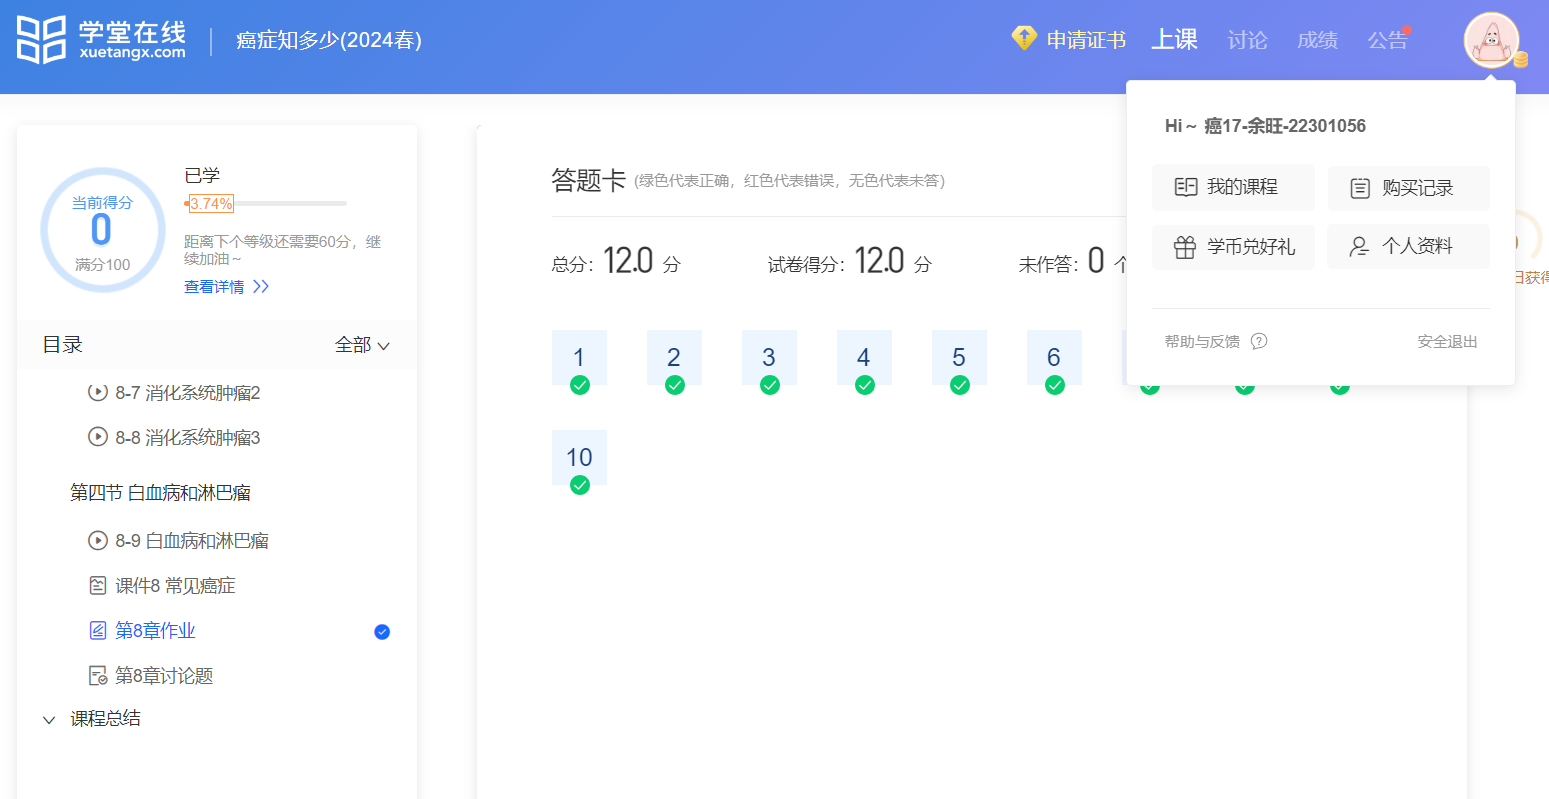 学堂在线
xuetangx.com
癌症知多少(2024春)
申请证书 上课 讨论 成绩 公告
Hi～ 癌17-余旺-22301056
我的课程 购买记录
学币兑好礼 个人资料
帮助与反馈 安全退出
当前得分
0
满分100
已学
3.74%
距离下个等级还需要60分，继
续加油～
查看详情
目录 全部
8-7 消化系统肿瘤2
8-8 消化系统肿瘤3
第四节 白血病和淋巴瘤
8-9 白血病和淋巴瘤
课件8 常见癌症
第8章作业
第8章讨论题
课程总结
答题卡 (绿色代表正确，红色代表错误，无色代表未答)
总分: 12.0 分 试卷得分: 12.0 分 未作答: 0 个
1 2 3 4 5 6
10
日获得